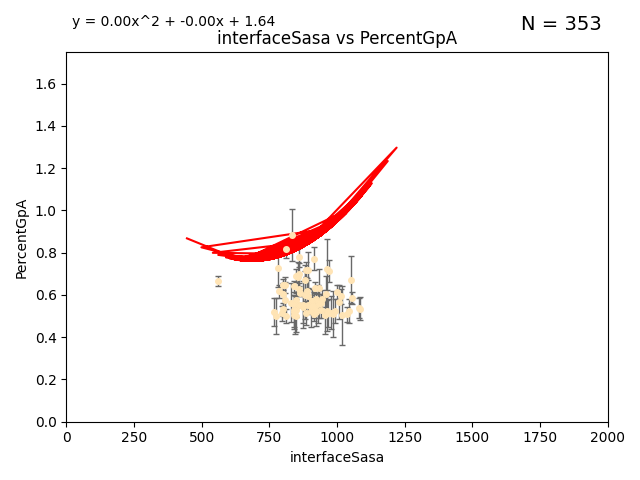 y = 0.00x^2 + -0.00x + 1.64
N = 353
interfaceSasa vs PercentGpA
PercentGpA
1.6
1.4
1.2
1.0
0.8
0.6
0.4
0.2
0.0
0 250 500 750 1000 1250 1500 1750 2000
interfaceSasa